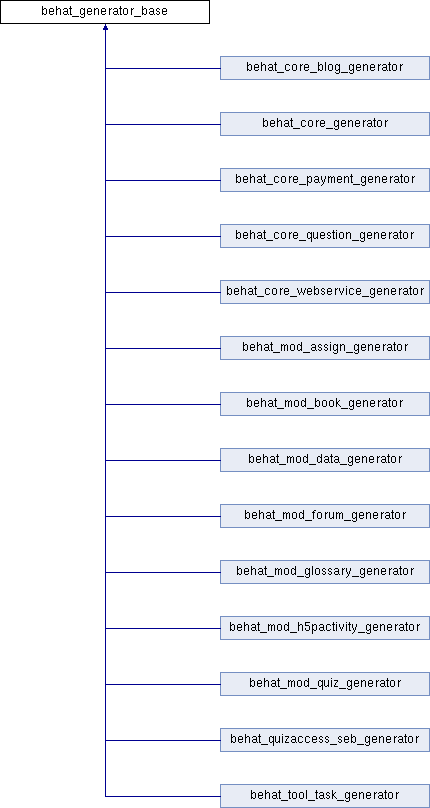 behat_generator_base
behat_core_blog_generator
behat_core_generator
behat_core_payment_generator
behat_core_question_generator
behat_core_webservice_generator
behat_mod_assign_generator
behat_mod_book_generator
behat_mod_data_generator
behat_mod_forum_generator
behat_mod_glossary_generator
behat_mod_h5pactivity_generator
behat_mod_quiz_generator
behat_quizaccess_seb_generator
behat_tool_task_generator